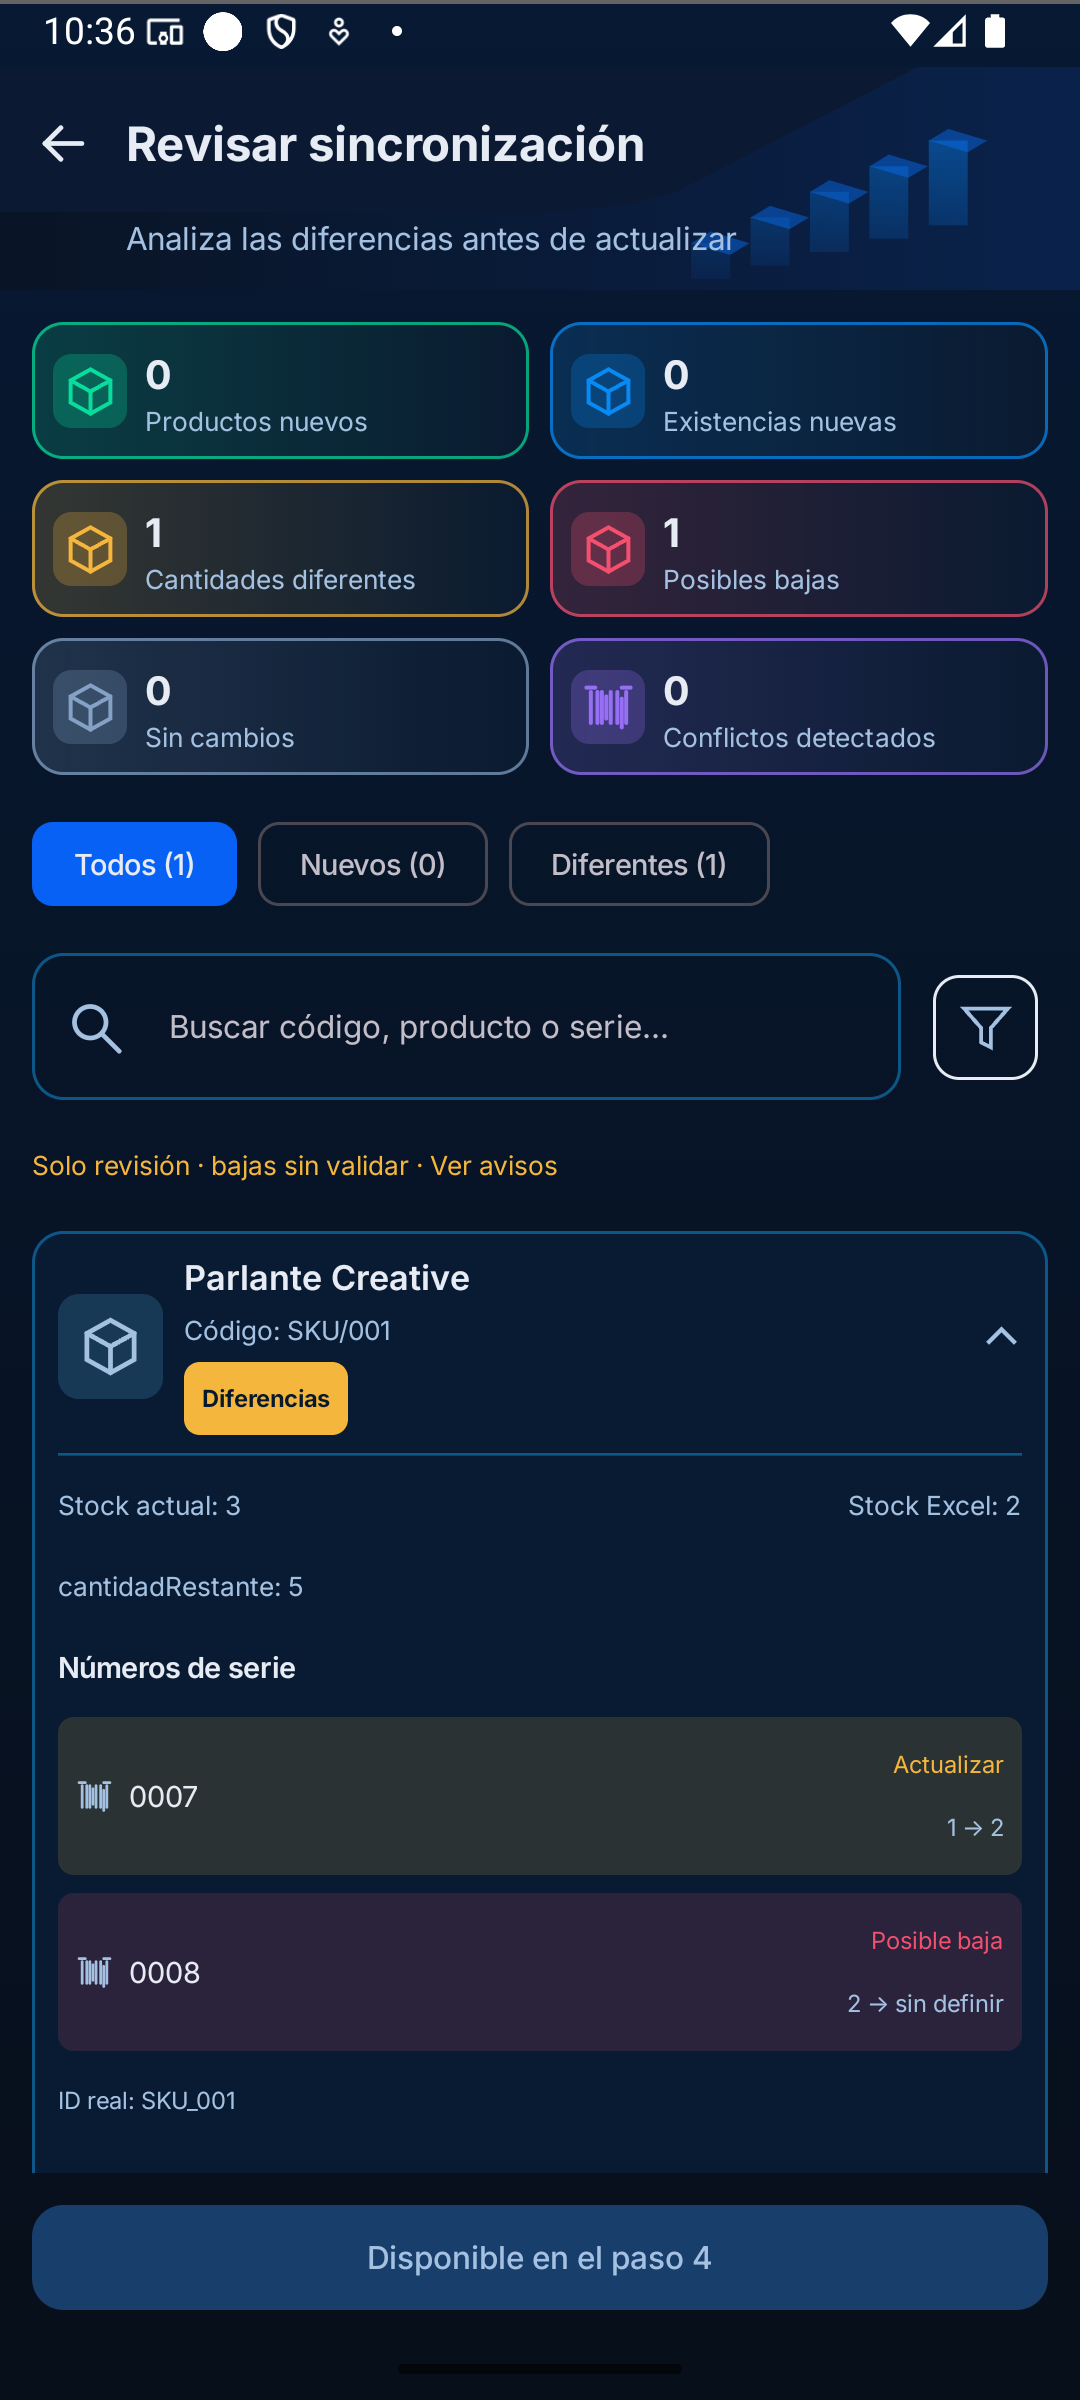 10:36
Revisar sincronización
Analiza las diferencias antes de actualizar
0
Productos nuevos
0
Existencias nuevas
1
Cantidades diferentes
1
Posibles bajas
0
Sin cambios
0
Conflictos detectados
Todos (1)
Nuevos (0)
Diferentes (1)
Buscar código, producto o serie...
Solo revisión · bajas sin validar · Ver avisos
Parlante Creative
Código: SKU/001
Diferencias
Stock actual: 3
Stock Excel: 2
cantidadRestante: 5
Números de serie
0007
Actualizar
1 → 2
0008
Posible baja
2 → sin definir
ID real: SKU_001
Disponible en el paso 4